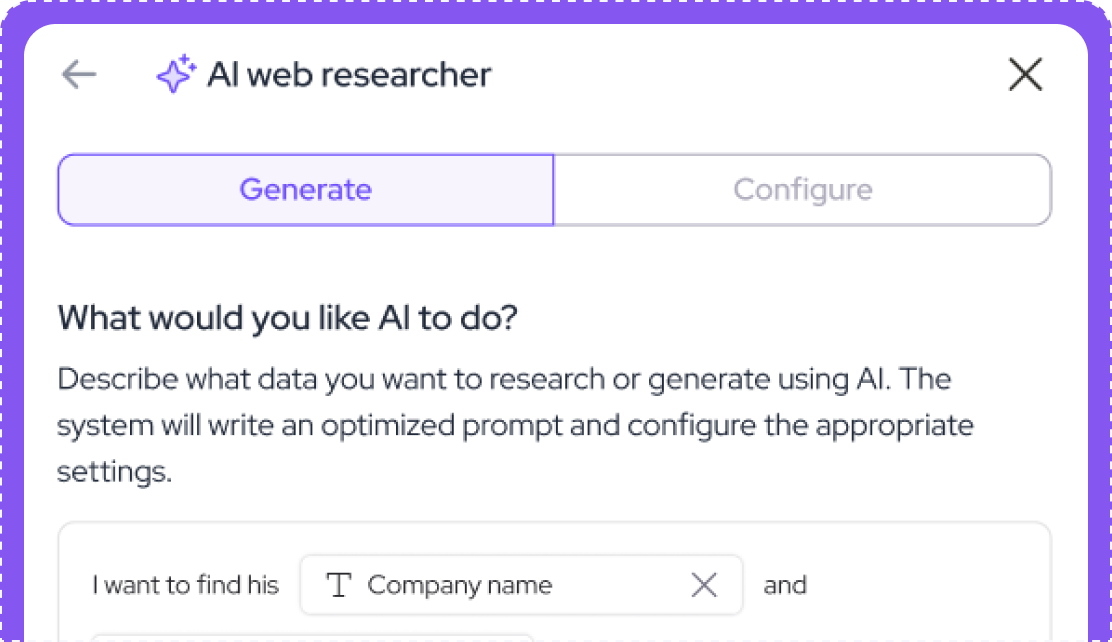 AI web researcher
Generate
Configure
What would you like AI to do?
Describe what data you want to research or generate using AI. The
system will write an optimized prompt and configure the appropriate
settings.
I want to find his T Company name and